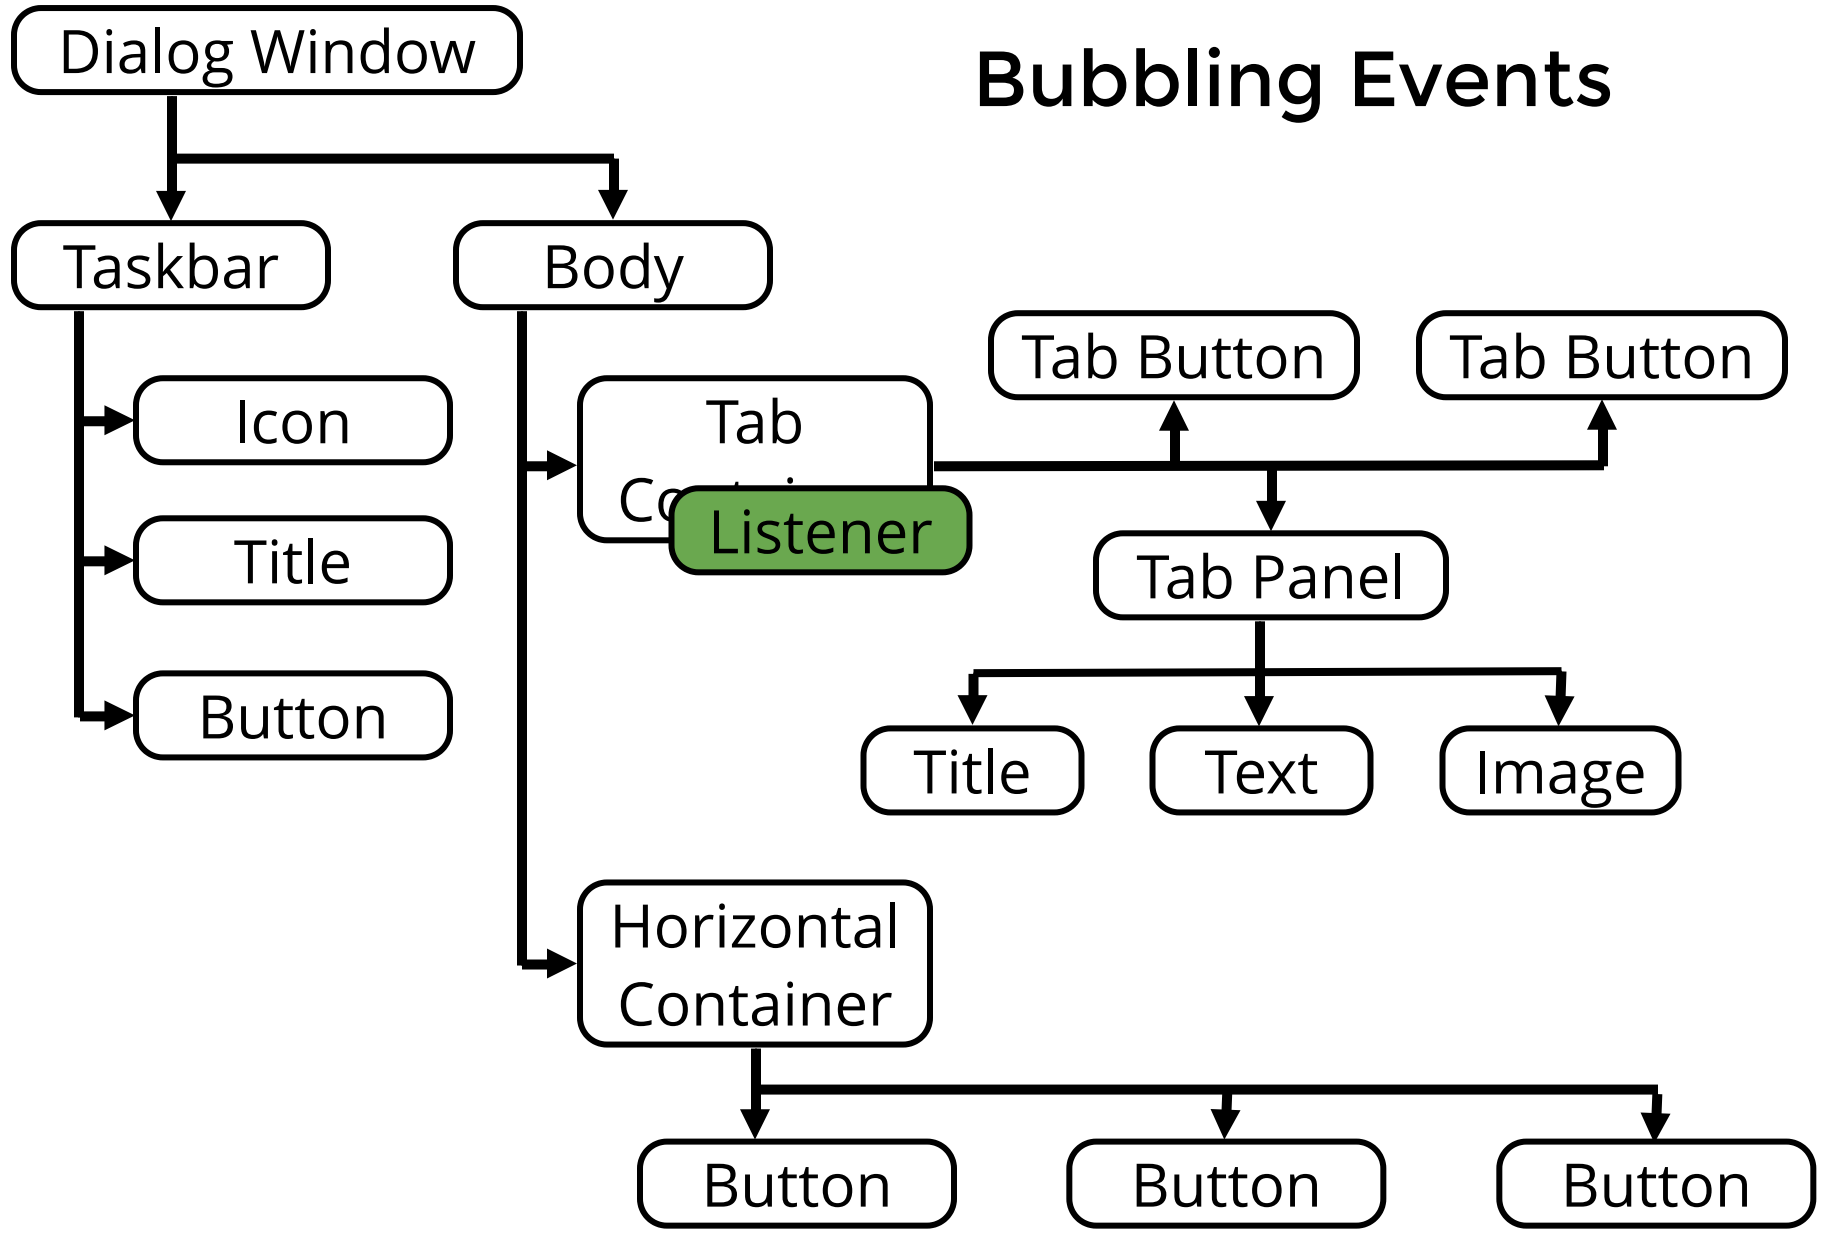 Dialog Window
Bubbling Events
Taskbar
Body
Tab Button
Tab Button
Icon
Tab
Listener
Title
Tab Panel
Button
Title
Text
Image
Horizontal
Container
Button
Button
Button